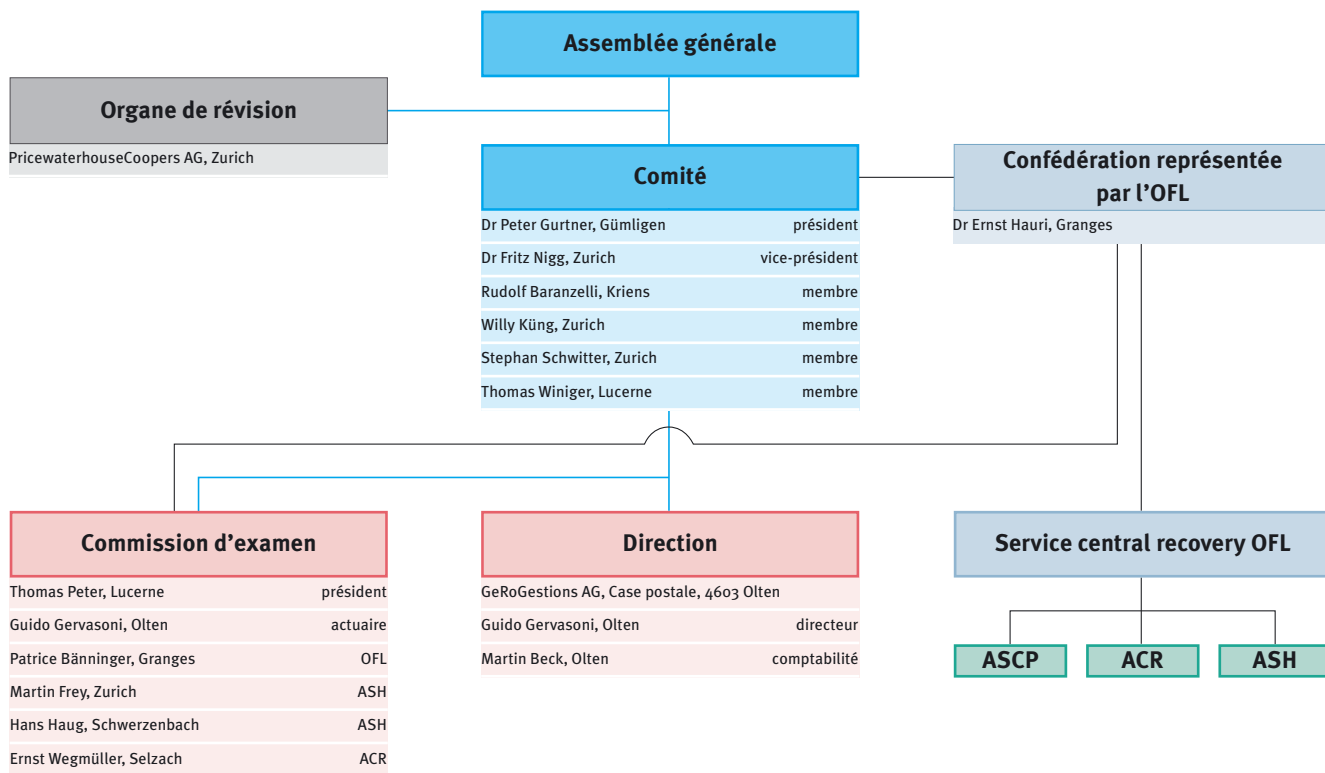 Assemblée générale
Organe de révision
PricewaterhouseCoopers AG, Zurich
Comité
Dr Peter Gurtner, Gümligen président
Dr Fritz Nigg, Zurich vice-président
Rudolf Baranzelli, Kriens membre
Willy Küng, Zurich membre
Stephan Schwitter, Zurich membre
Thomas Winiger, Lucerne membre
Confédération représentée
par l'OFL
Dr Ernst Hauri, Granges
Commission d'examen
Thomas Peter, Lucerne président
Guido Gervasoni, Olten actuaire
Patrice Bänninger, Granges OFL
Martin Frey, Zurich ASH
Hans Haug, Schwerzenbach ASH
Ernst Wegmüller, Selzach ACR
Direction
GeRoGestions AG, Case postale, 4603 Olten
Guido Gervasoni, Olten directeur
Martin Beck, Olten comptabilité
Service central recovery OFL
ASCP
ACR
ASH